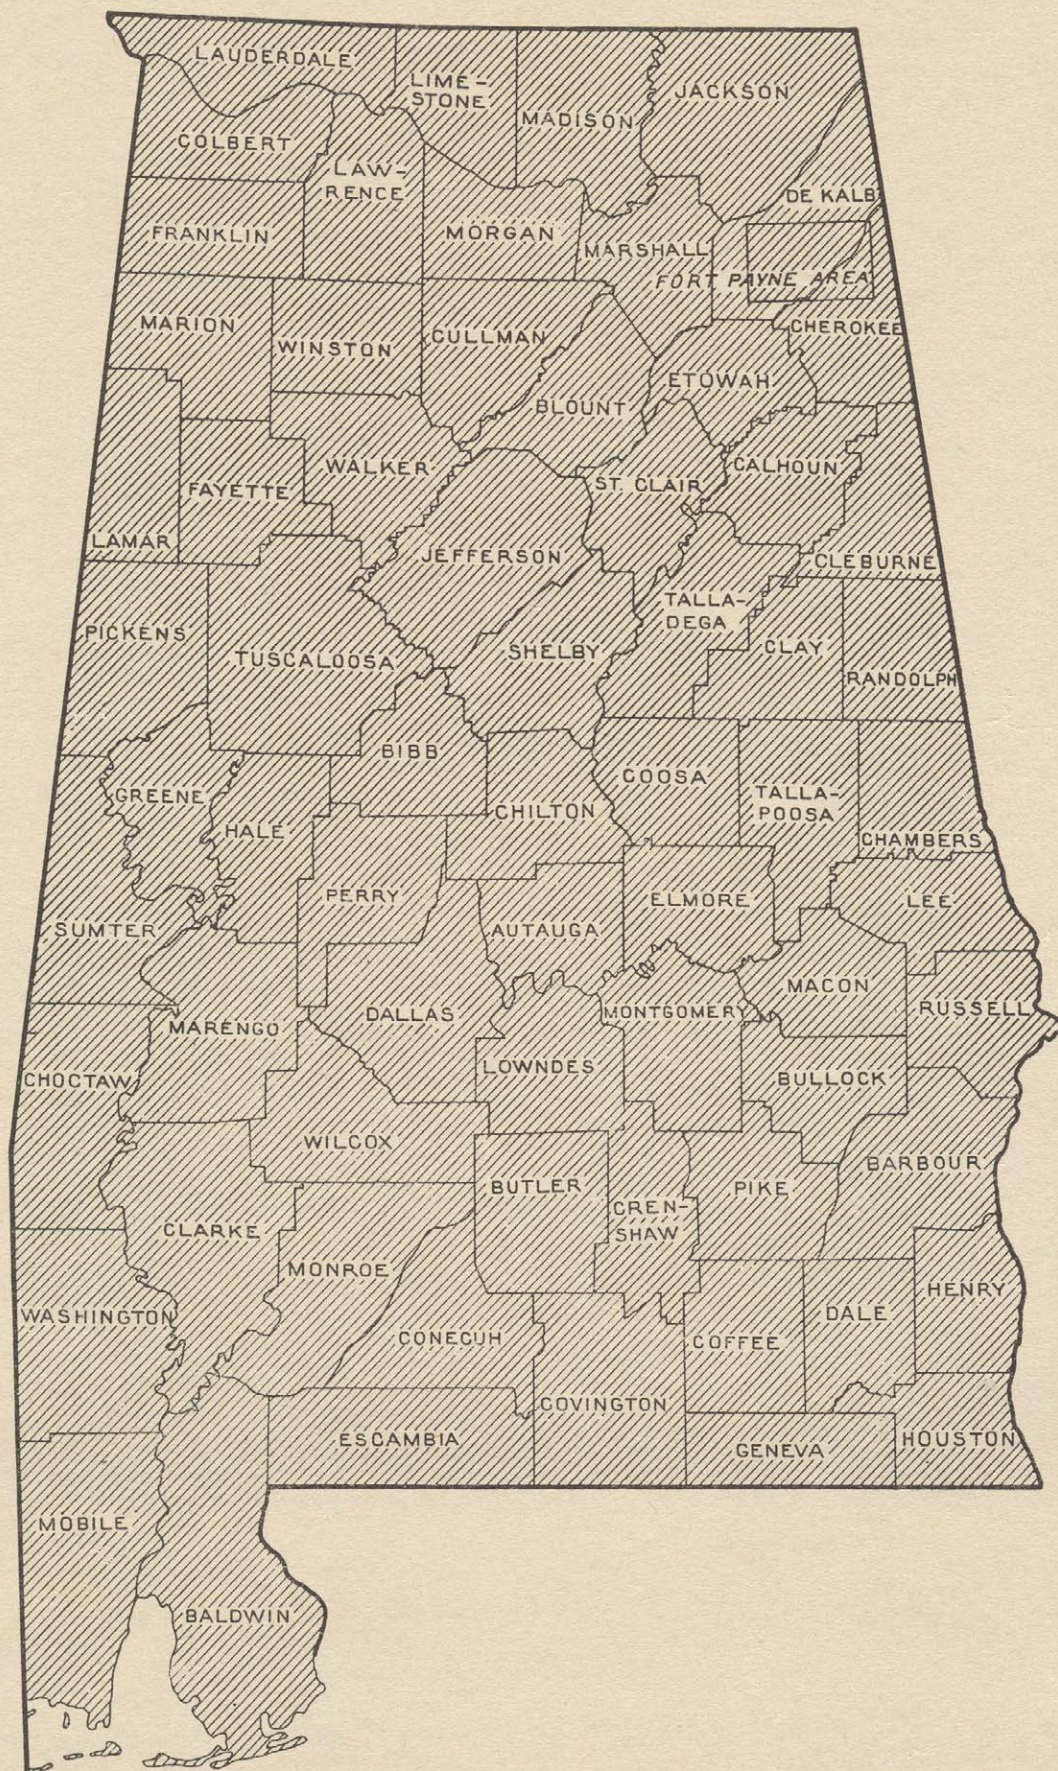 LAUDERDALE
LIME-
STONE
MADISON
JACKSON
COLBERT
LAW-
RENCE
DE KALB
FRANKLIN
MORGAN
MARSHALL
FORT PAYNE AREA
MARION
WINSTON
CULLMAN
CHEROKEE
ETOWAH
BLOUNT
WALKER
CALHOUN
ST. CLAIR
FAYETTE
LAMAR
JEFFERSON
CLEBURNE
TALLA-
DEGA
PICKENS
TUSCALOOSA
SHELBY
CLAY
RANDOLPH
BIBB
COOSA
GREENE
HALE
CHILTON
TALLA-
POOSA
CHAMBERS
PERRY
ELMORE
LEE
SUMTER
AUTAUGA
MACON
RUSSELL
MARENGO
DALLAS
MONTGOMERY
CHOCTAW
LOWNDES
BULLOCK
WILCOX
BARBOUR
BUTLER
PIKE
CREN-
SHAW
CLARKE
MONROE
HENRY
WASHINGTON
CONECUH
COFFEE
DALE
COVINGTON
ESCAMBIA
GENEVA
HOUSTON
MOBILE
BALDWIN